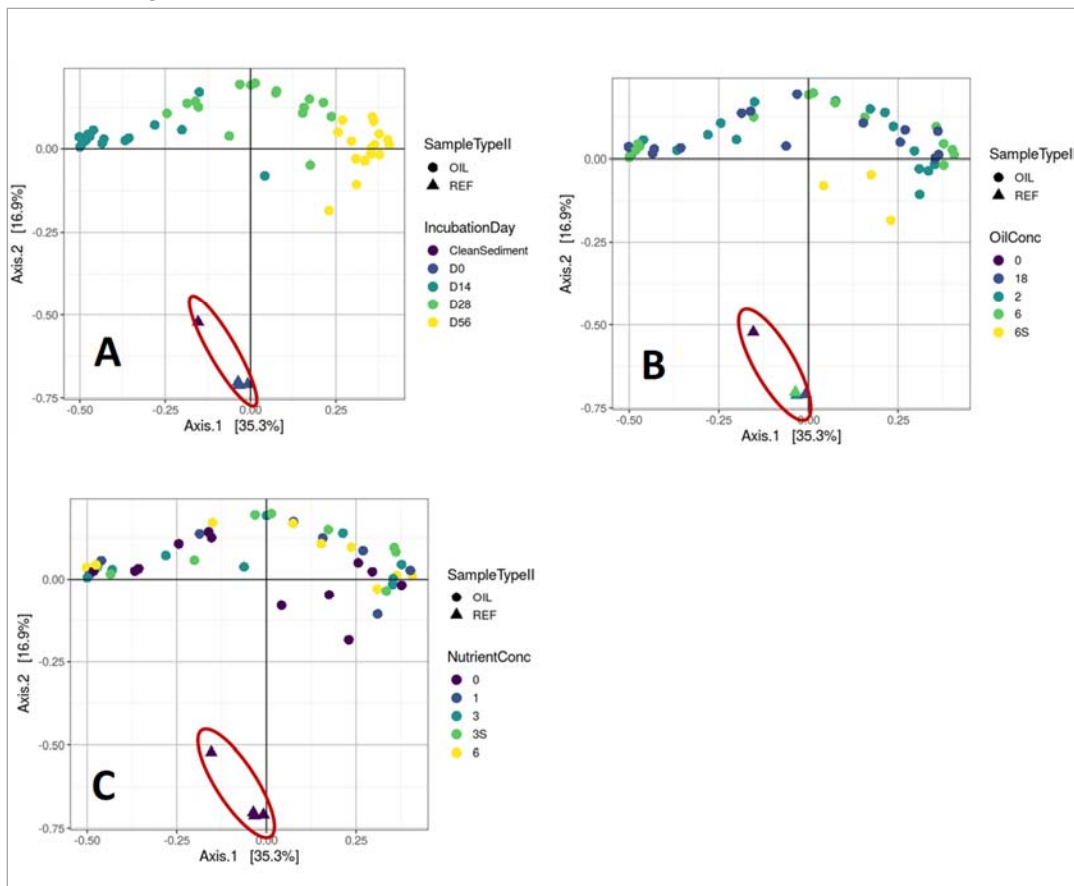 0.00
-0.25
-0.50
-0.75
Axis.2 [16.9%]
-0.50
-0.25
0.00
0.25
Axis.1 [35.3%]
A
SampleTypeII
OIL
REF
IncubationDay
CleanSediment
D0
D14
D28
D56
0.00
-0.25
-0.50
-0.75
Axis.2 [16.9%]
-0.50
-0.25
0.00
0.25
Axis.1 [35.3%]
B
SampleTypeII
OIL
REF
OilConc
0
18
2
6
6S
0.00
-0.25
-0.50
-0.75
Axis.2 [16.9%]
-0.50
-0.25
0.00
0.25
Axis.1 [35.3%]
C
SampleTypeII
OIL
REF
NutrientConc
0
1
3
3S
6